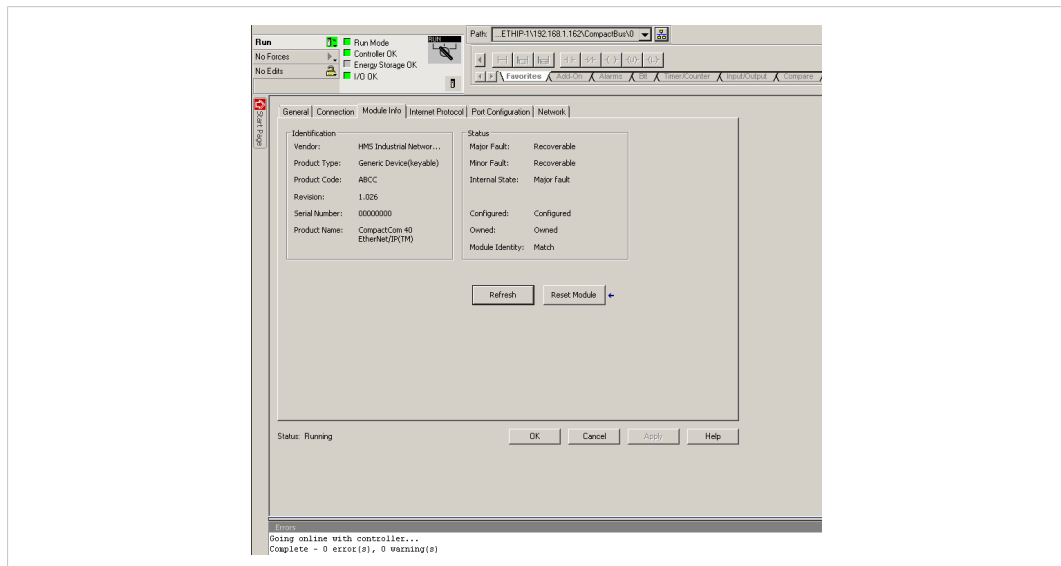 Path: ...ETHIP-1\192.168.1.162\CompactBus\0
Run
Run Mode
RUN
No Forces
Controller OK
Energy Storage OK
No Edits
I/O OK
Favorites Add-On Alarms Bit Timer/Counter Input/Output Compare
Start Page
General Connection Module Info Internet Protocol Port Configuration Network
Identification
Vendor: HMS Industrial Networ...
Product Type: Generic Device(keyable)
Product Code: ABCC
Revision: 1.026
Serial Number: 00000000
Product Name: CompactCom 40
EtherNet/IP(TM)
Status
Major Fault: Recoverable
Minor Fault: Recoverable
Internal State: Major fault
Configured: Configured
Owned: Owned
Module Identity: Match
Refresh Reset Module
Status: Running
OK Cancel Apply Help
Errors
Going online with controller...
Complete - 0 error(s), 0 warning(s)